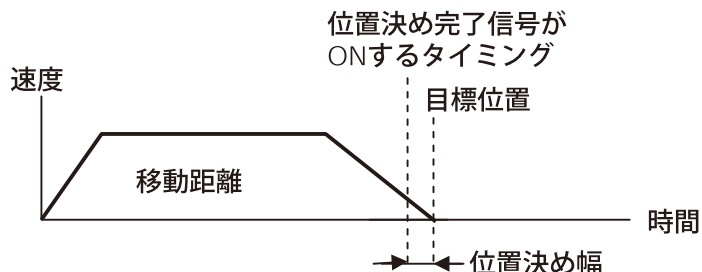 位置決め完了信号が
ONするタイミング
速度
目標位置
移動距離
時間
位置決め幅